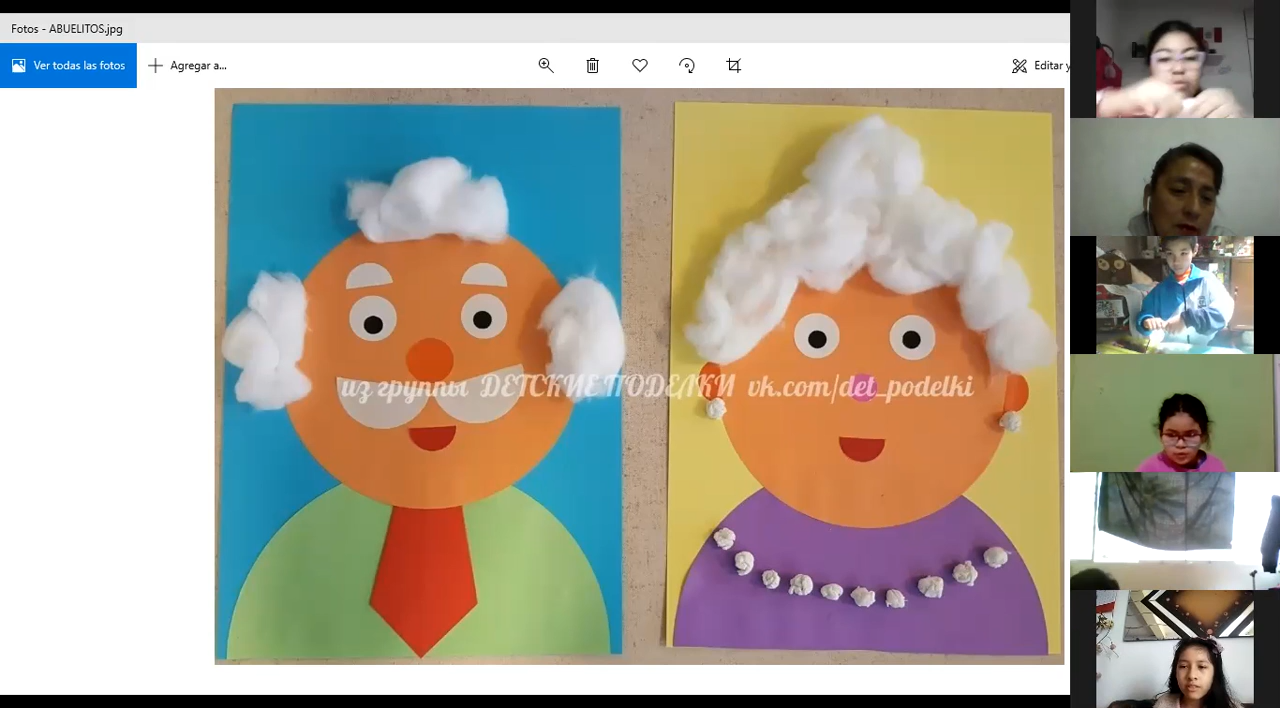 Fotos - ABUELITOS.jpg
Ver todas las fotos
Agregar a...
Editar y
из группы ДЕТСКИЕ ПОДЕЛКИ vk.com/det_podelki